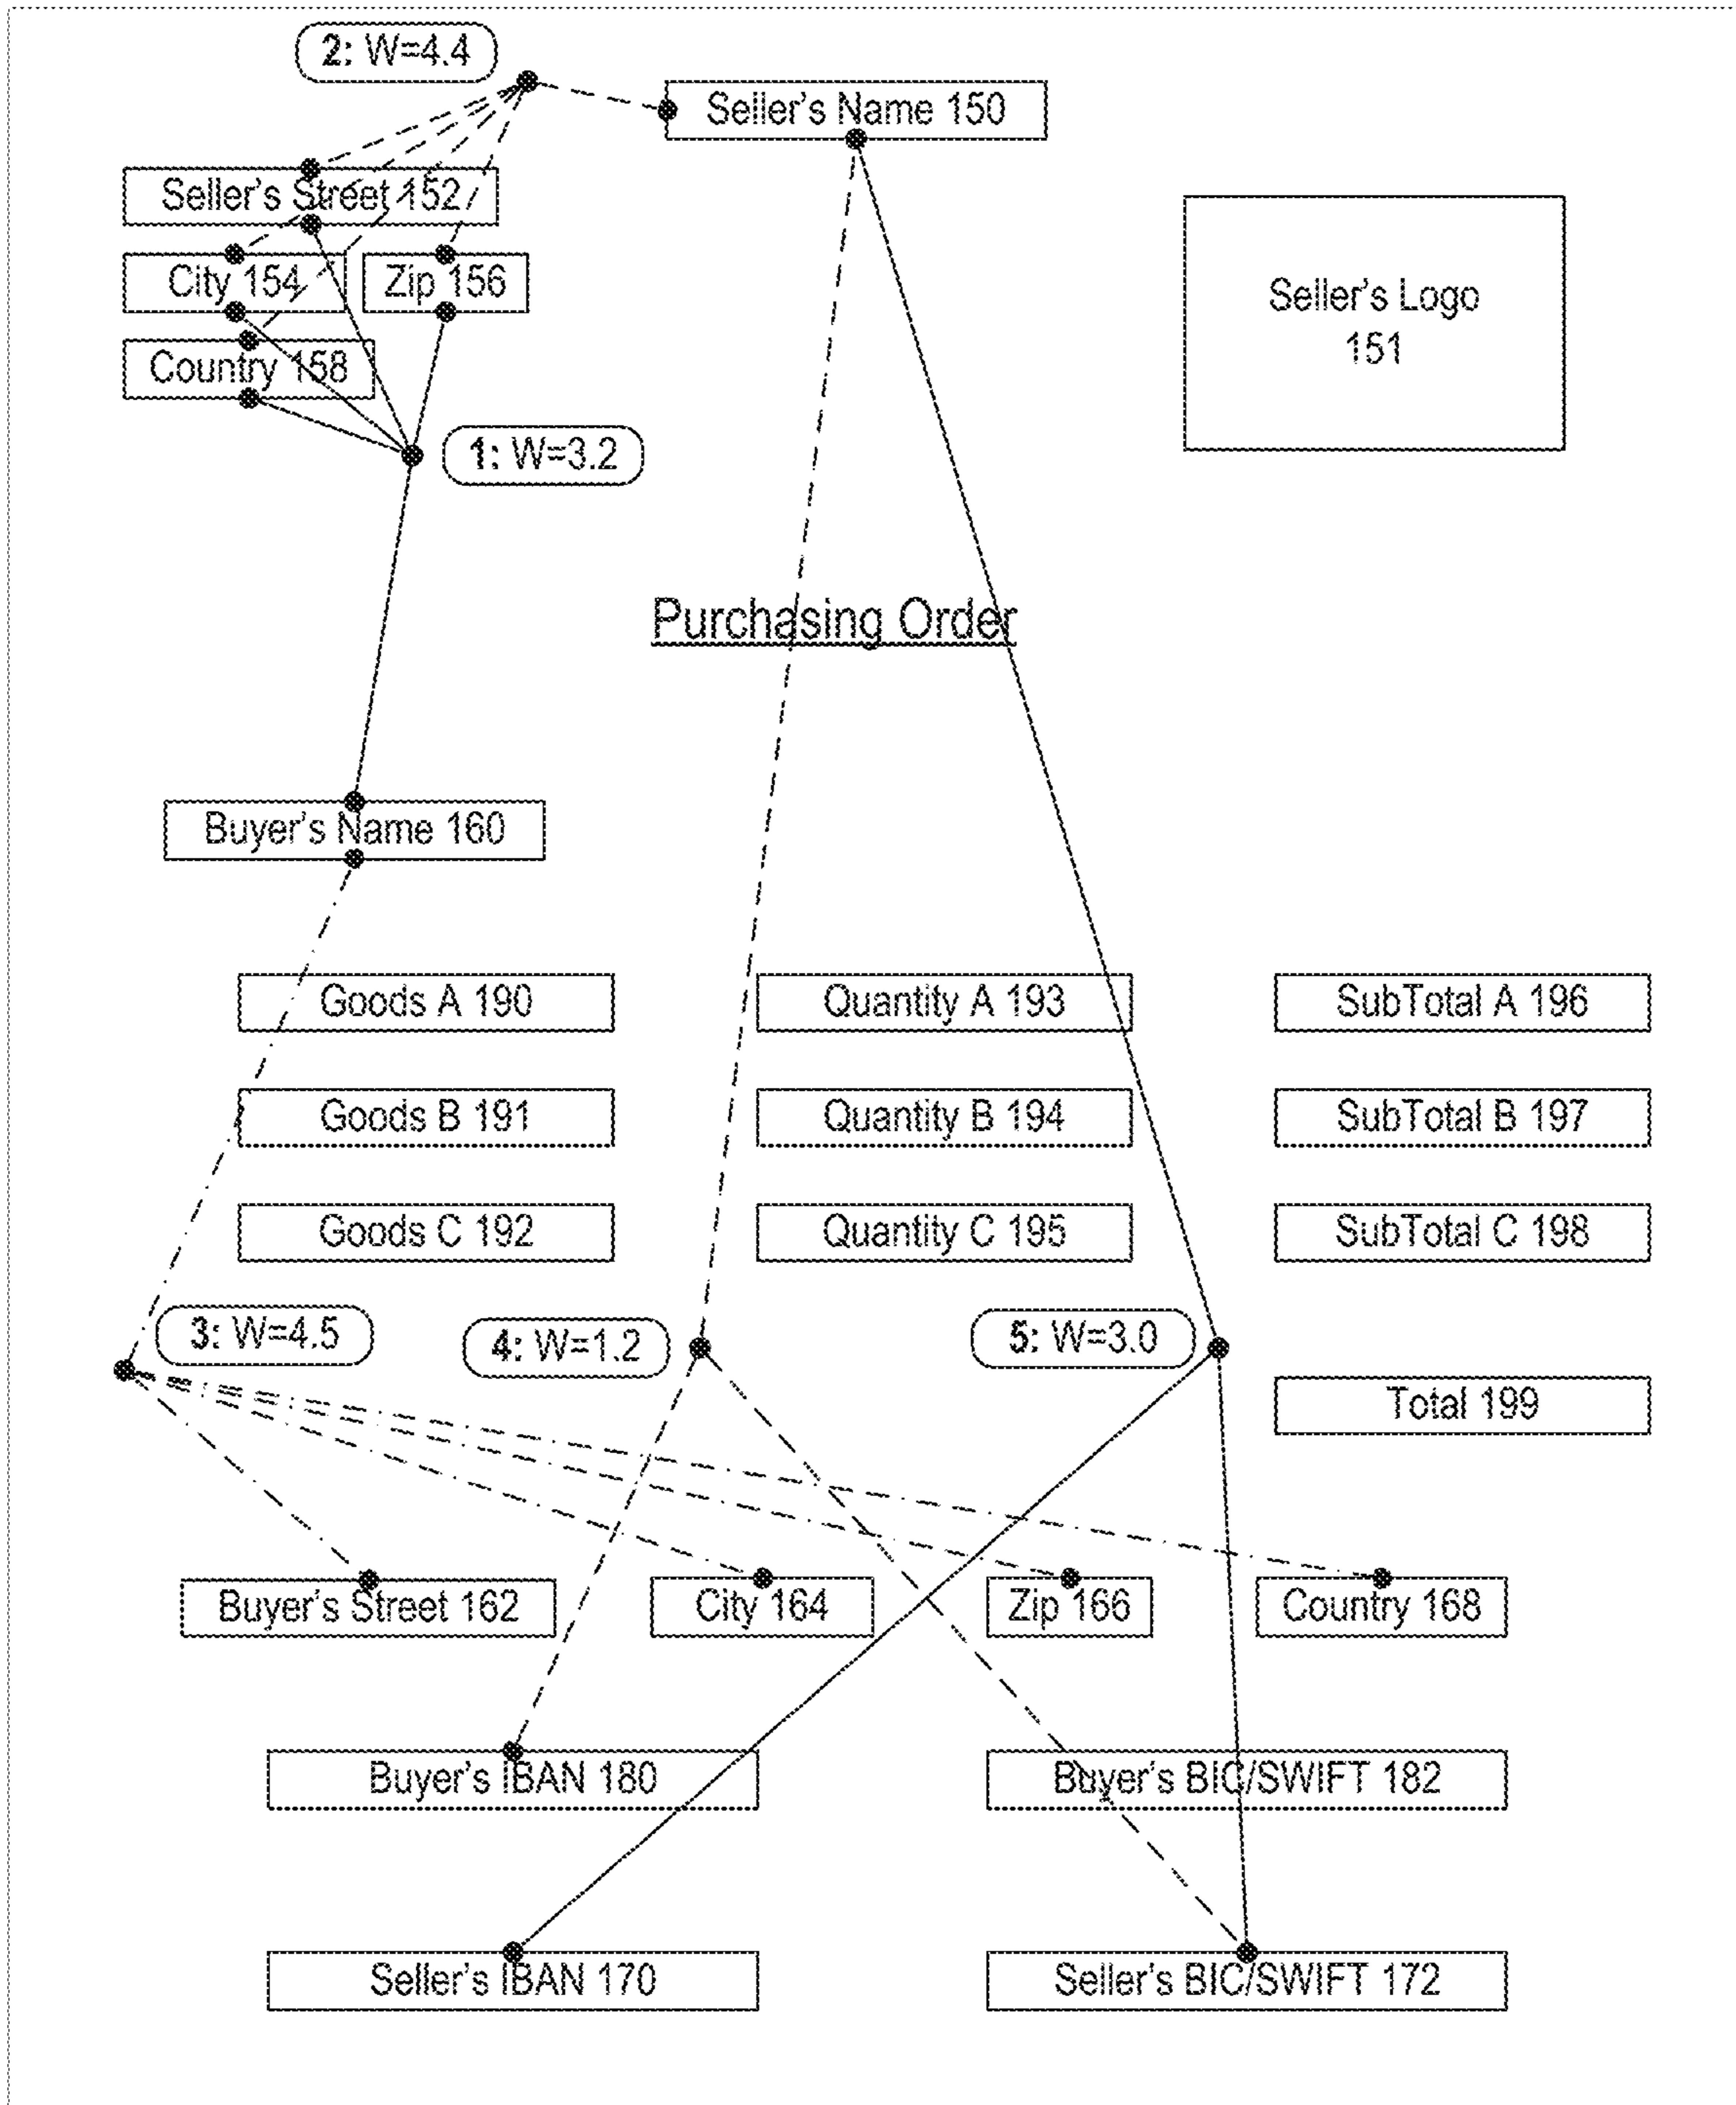 2: W=4.4
Seller's Name 150
Seller's Street 152
City 154 Zip 156
Country 158
Seller's Logo
151
1: W=3.2
Purchasing Order
Buyer's Name 160
Goods A 190 Quantity A 193 SubTotal A 196
Goods B 191 Quantity B 194 SubTotal B 197
Goods C 192 Quantity C 195 SubTotal C 198
3: W=4.5 4: W=1.2 5: W=3.0
Total 199
Buyer's Street 162 City 164 Zip 166 Country 168
Buyer's IBAN 180 Buyer's BIC/SWIFT 182
Seller's IBAN 170 Seller's BIC/SWIFT 172